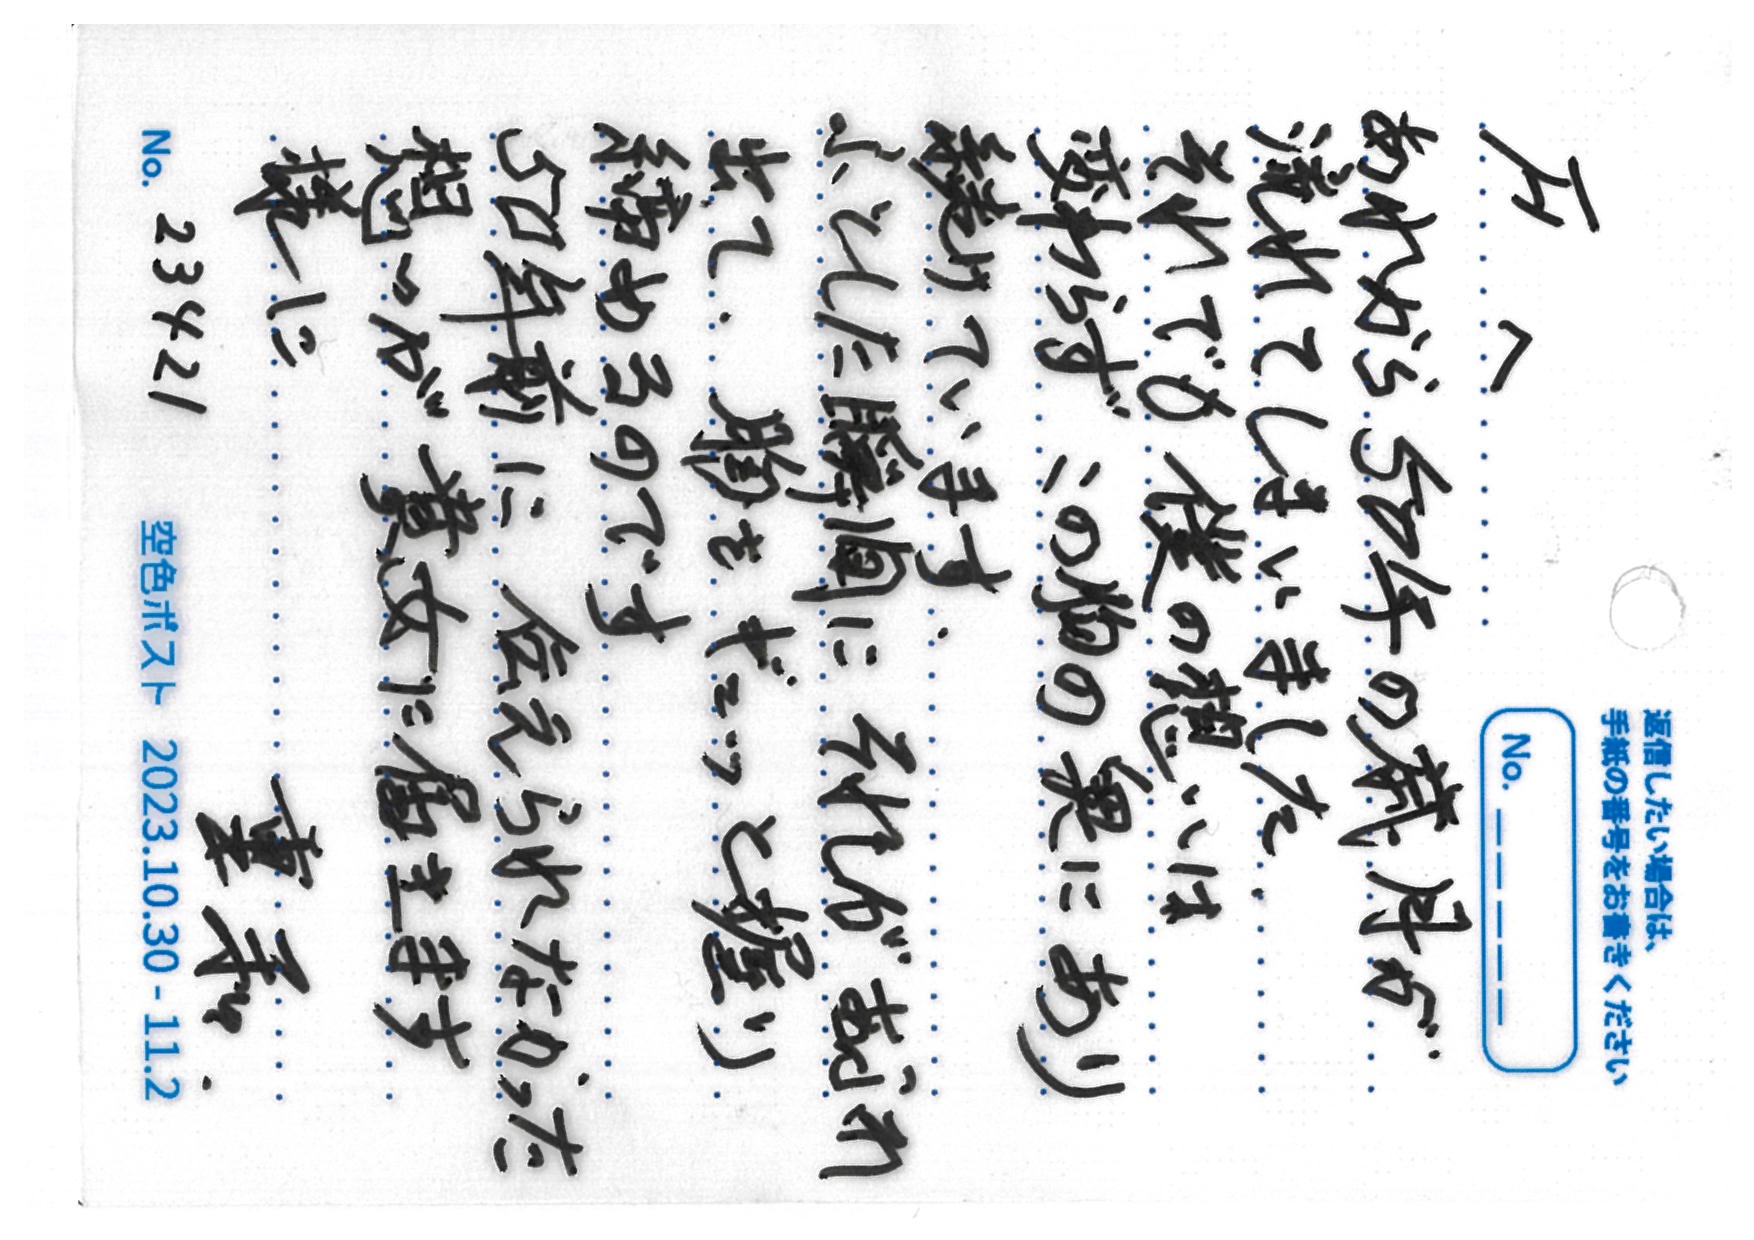 返信したい場合は、
手紙の番号をお書きください
No. _ _ _ _ _
へ
あれから50年の歳月が
流れてしまいました.
それでも僕の想いは
変わらずこの胸の奥にあり
続けています.
ふとした瞬間にそれがあふれ
出て.胸をギュッと握り
締めるのです
50年前に伝えられなかった
想いが貴女に届きます
様に
重和.
No. 23421
空色ポスト 2023.10.30 - 11.2